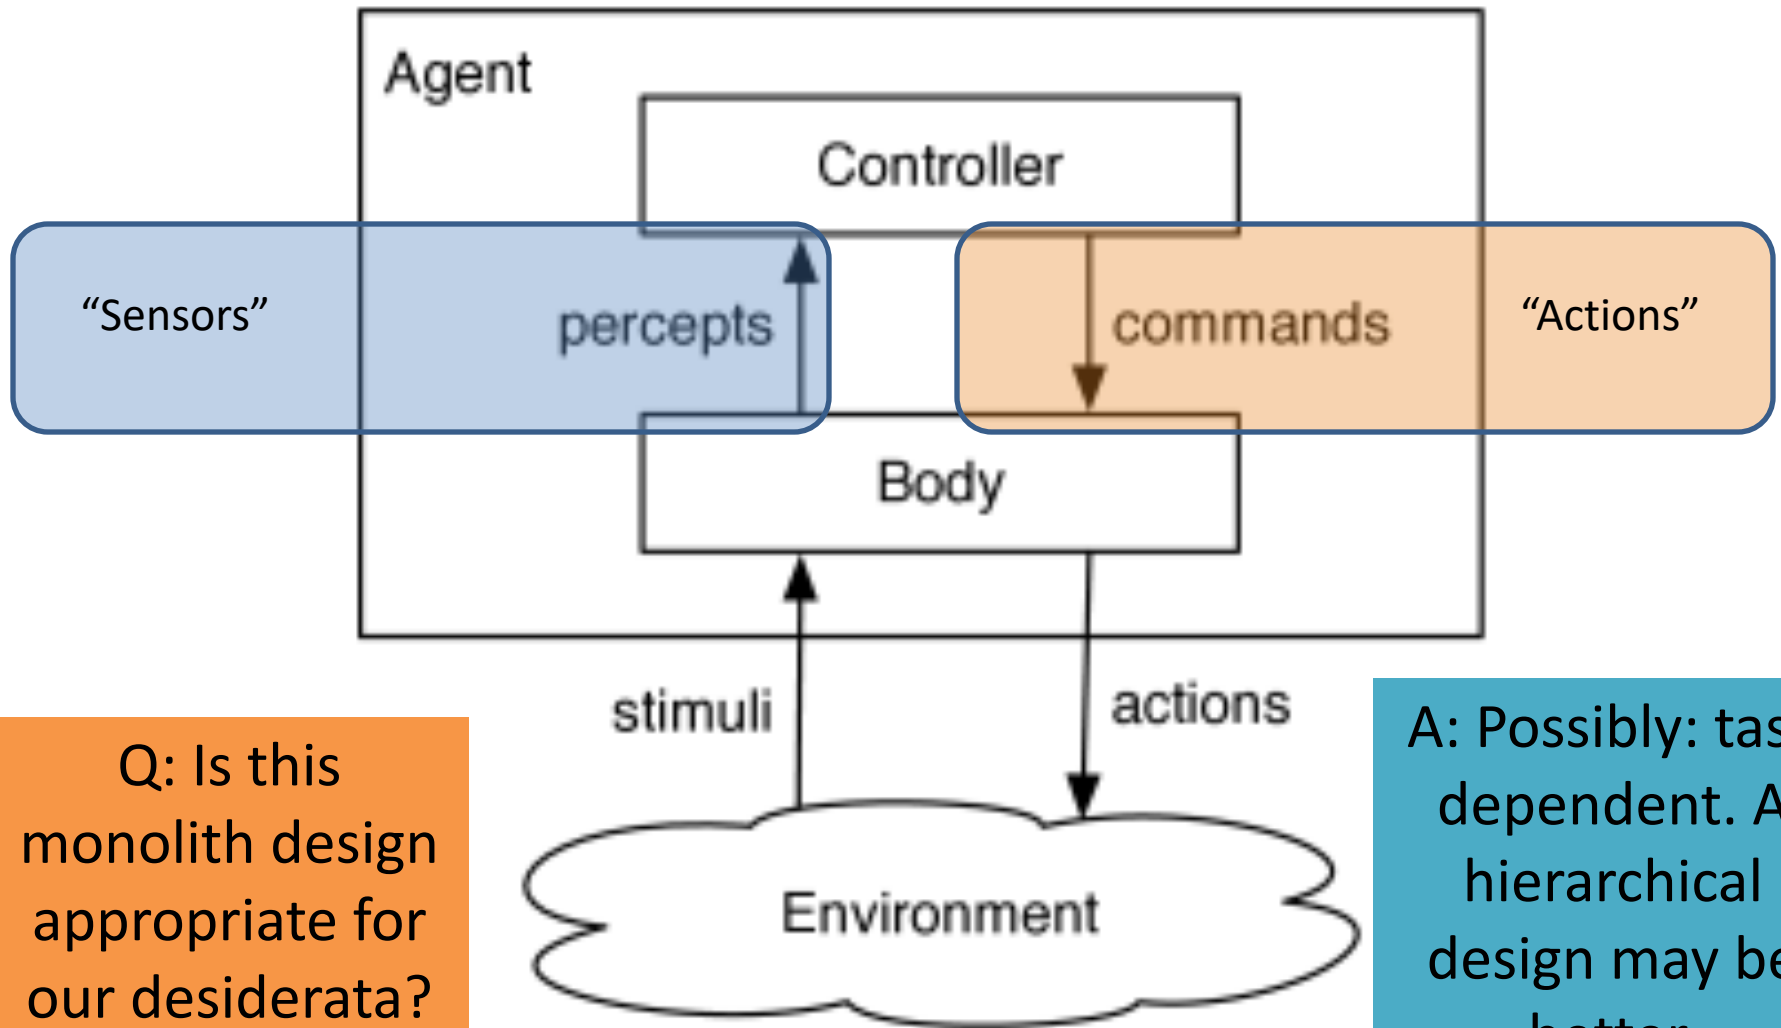 Agent
Controller
“Sensors”
percepts
commands
“Actions”
Body
stimuli
actions
Q: Is this
monolith design
appropriate for
our desiderata?
A: Possibly:
dependent. A
hierarchical
design may be
Environment